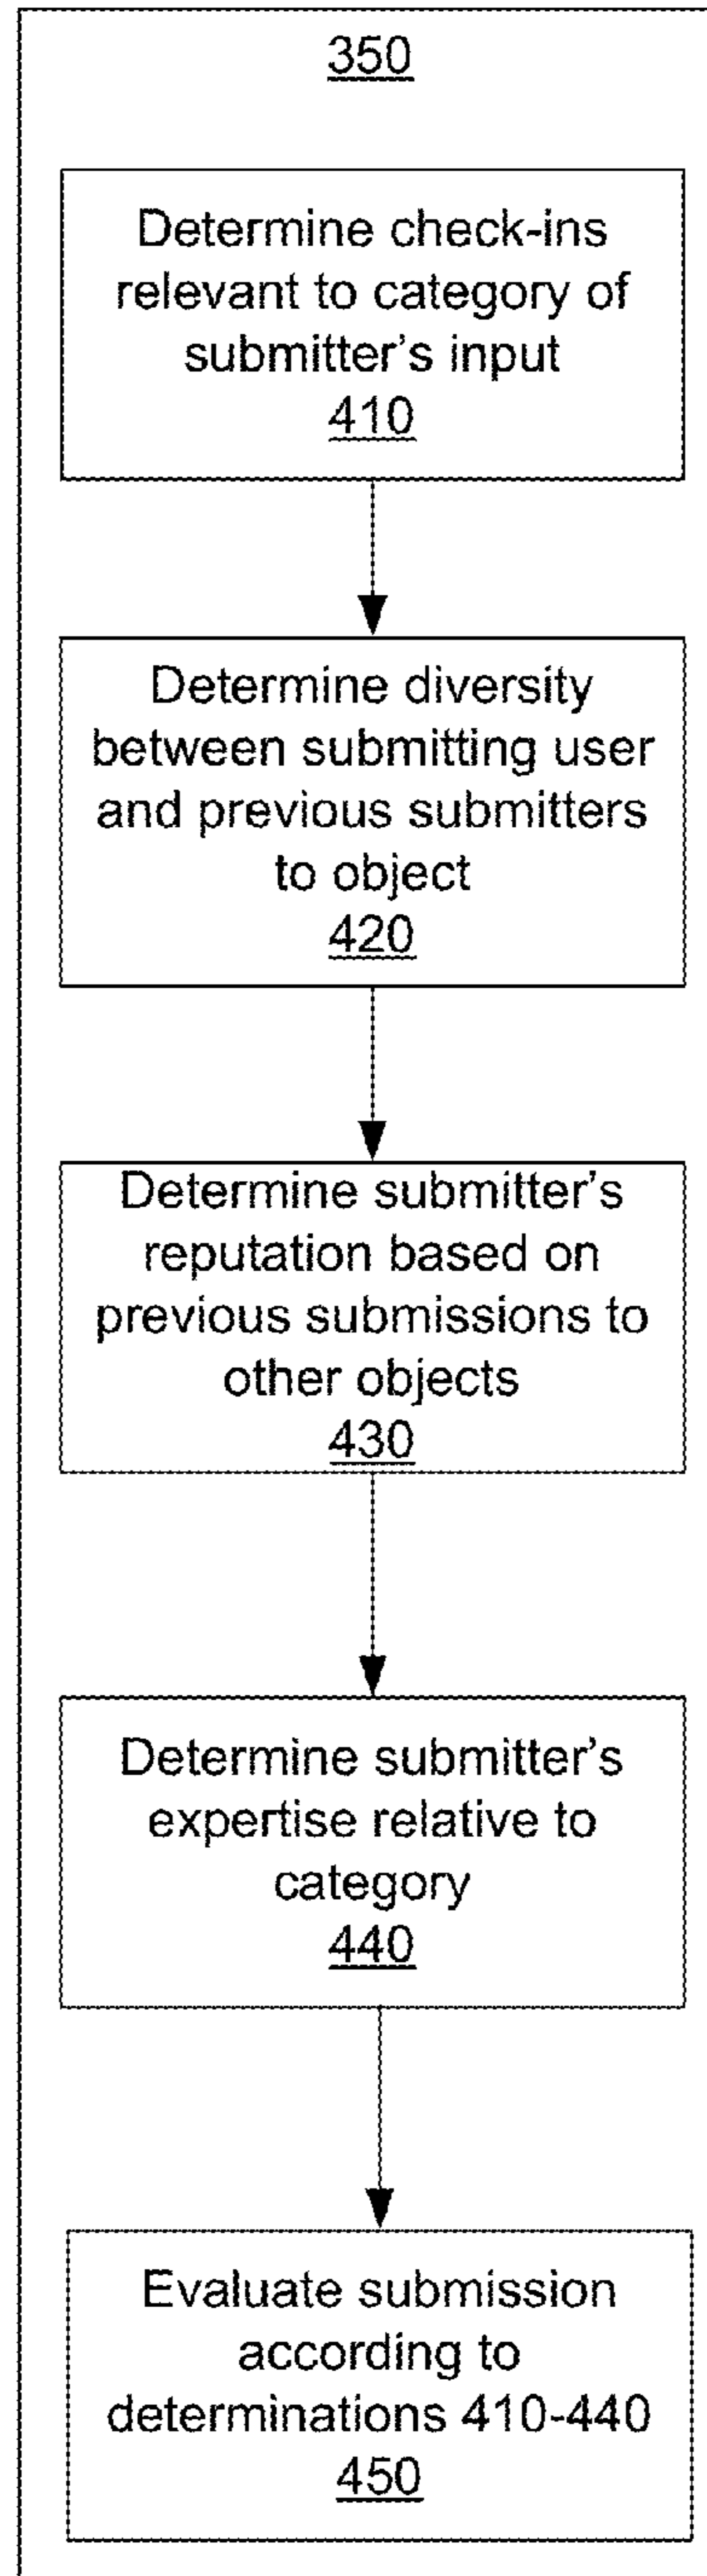 350
Determine check-ins
relevant to category of
submitter's input
410
Determine diversity
between submitting user
and previous submitters
to object
420
Determine submitter's
reputation based on
previous submissions to
other objects
430
Determine submitter's
expertise relative to
category
440
Evaluate submission
according to
determinations 410-440
450